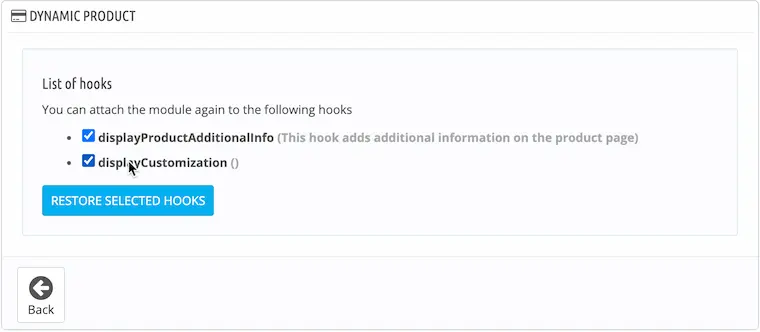 DYNAMIC PRODUCT
List of hooks
You can attach the module again to the following hooks
displayProductAdditionalInfo (This hook adds additional information on the product page)
displayCustomization ()
RESTORE SELECTED HOOKS
Back